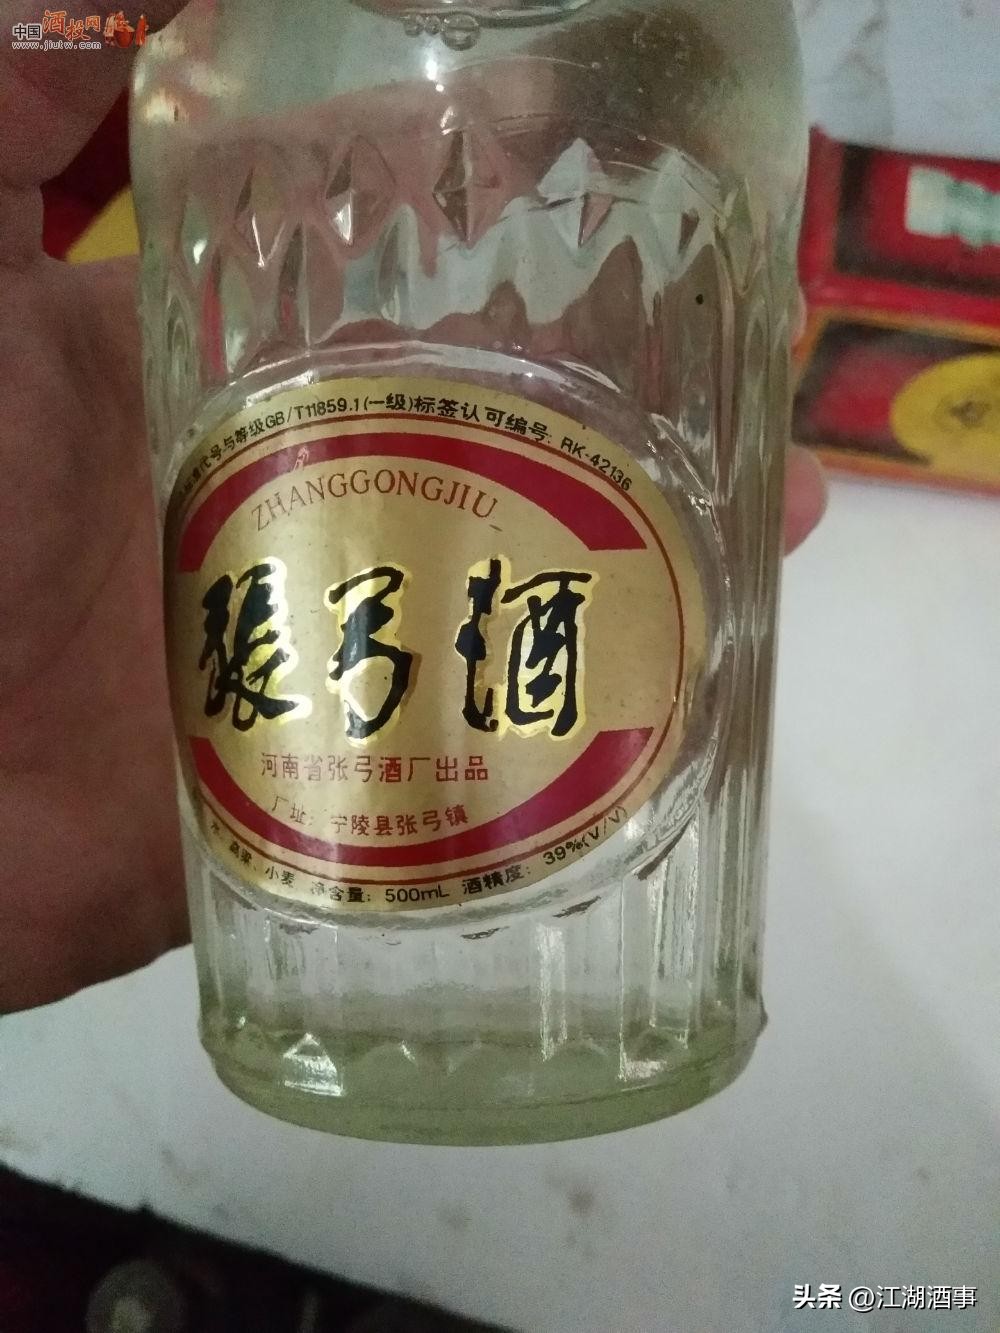 中国酒投网
www.jiutw.com
代号与等级GB/T11859.1(一级)标签认可编号: RK-42136
ZHANGGONGJIU
張弓酒
河南省张弓酒厂出品
厂址: 宁陵县张弓镇
水、高粱、小麦 净含量: 500mL 酒精度: 39%(V/V)
头条 @江湖酒事